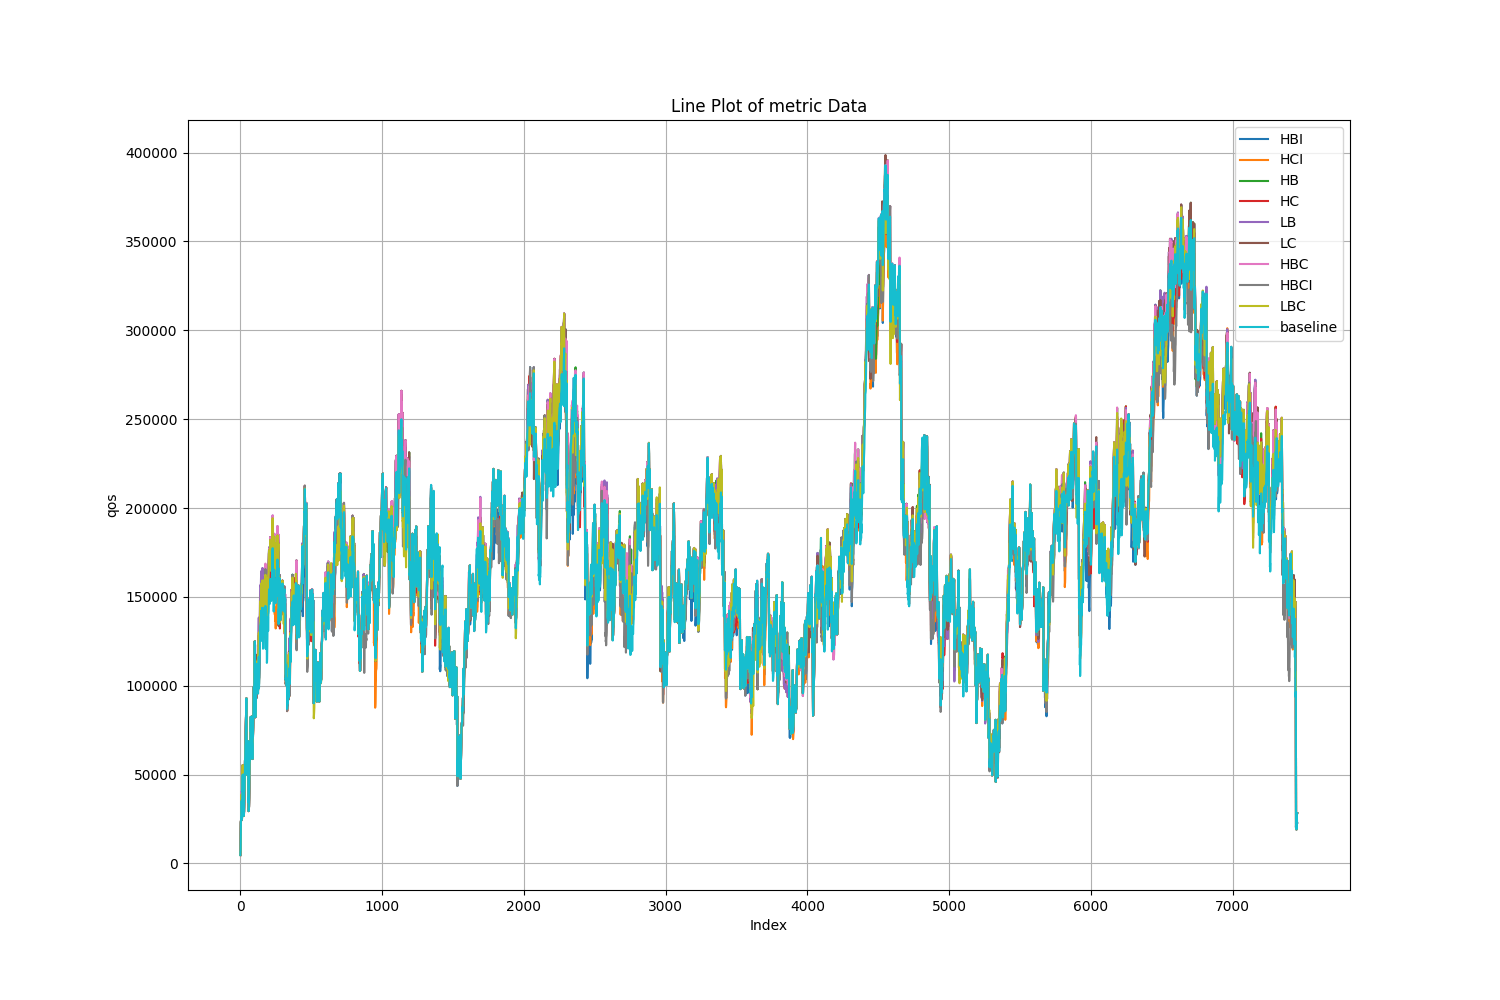 Line Plot of metric Data
400000
350000
300000
250000
200000
150000
100000
50000
0
qos
0 1000 2000 3000 4000 5000 6000 7000
Index
HBI
HCI
HB
HC
LB
LC
HBC
HBCI
LBC
baseline